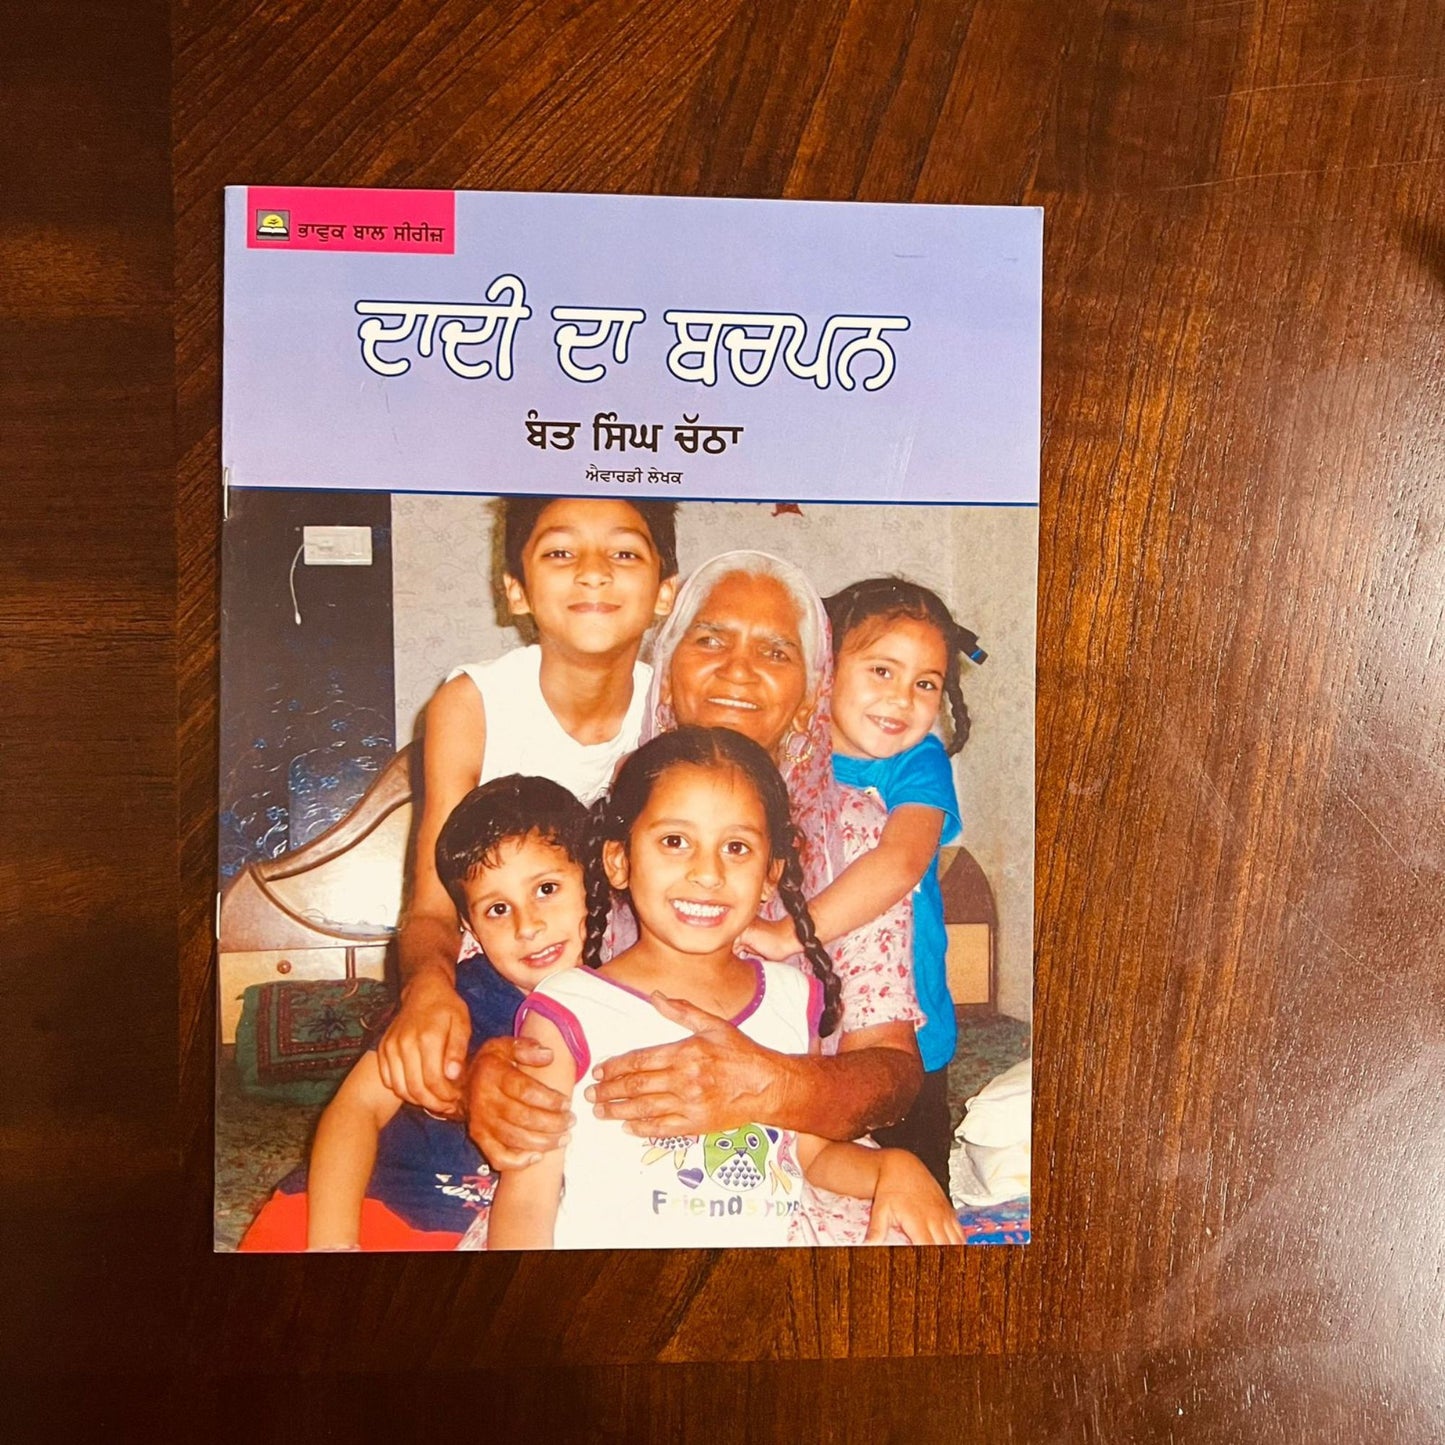 ਭਾਵੁਕ ਬਾਲ ਸੀਰੀਜ਼
ਦਾਦੀ ਦਾ ਬਚਪਨ
ਬੰਤ ਸਿੰਘ ਚੱਠਾ
ਐਵਾਰਡੀ ਲੇਖਕ
Friends